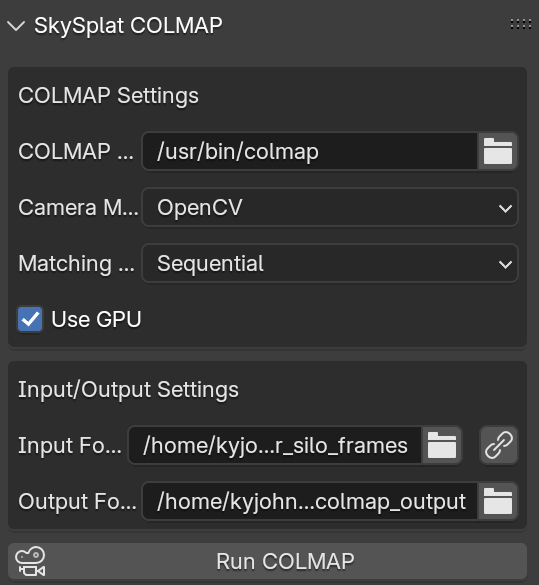 SkySplat COLMAP
COLMAP Settings
COLMAP ... /usr/bin/colmap
Camera M... OpenCV
Matching ... Sequential
Use GPU
Input/Output Settings
Input Fo... /home/kyjo...r_silo_frames
Output Fo... /home/kyjohn...colmap_output
Run COLMAP